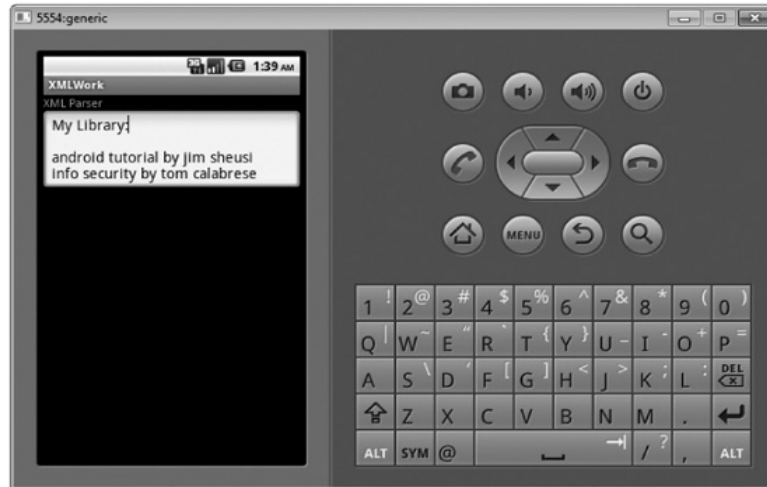 5554:generic
3G 1:39 AM
XMLWork
XML Parser
My Library:
android tutorial by jim sheusi
info security by tom calabrese
MENU
1 ! 2 @ 3 # 4 $ 5 % 6 ^ 7 & 8 * 9 ( 0 )
Q | W ~ E " R ` T { Y } U _ I - O + P =
A S \ D ' F [ G ] H < J > K ; L : DEL
Z X C V B N M .
ALT SYM @ / ? , ALT